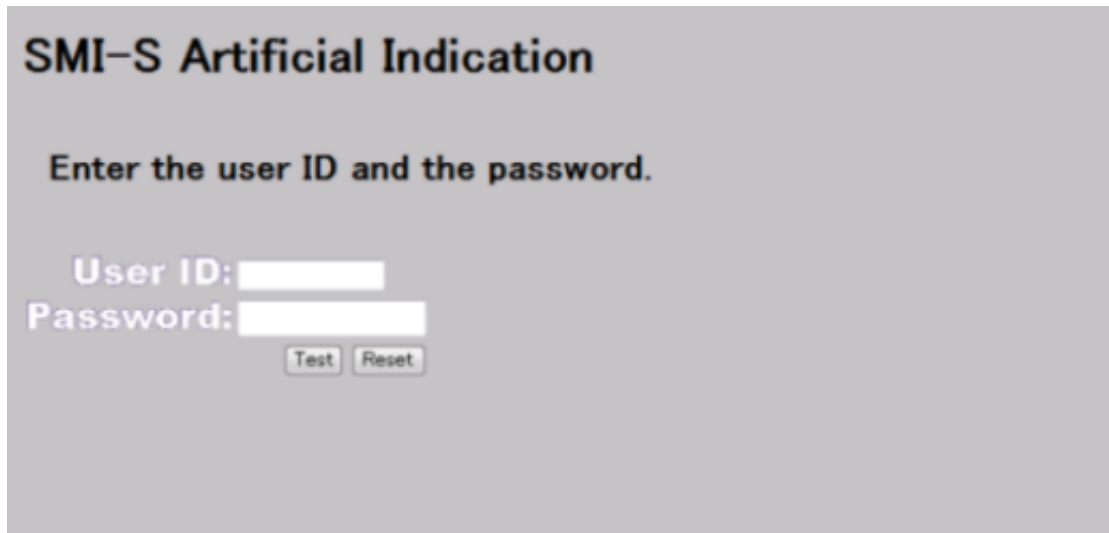 SMI-S Artificial Indication
Enter the user ID and the password.
User ID:
Password:
Test Reset